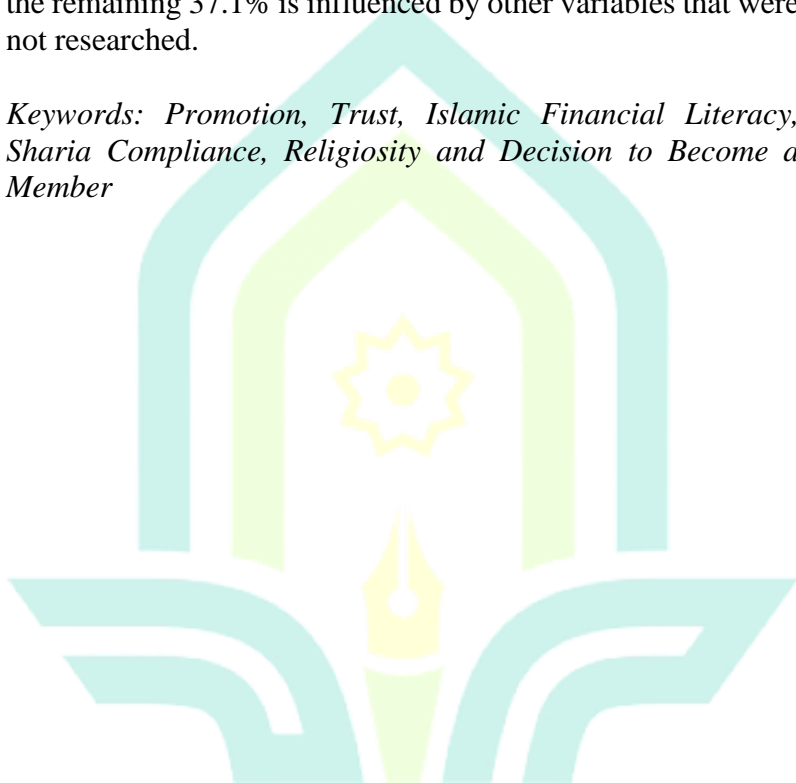 the remaining 37.1% is influenced by other variables that were
not researched.
Keywords: Promotion, Trust, Islamic Financial Literacy,
Sharia Compliance, Religiosity and Decision to Become a
Member